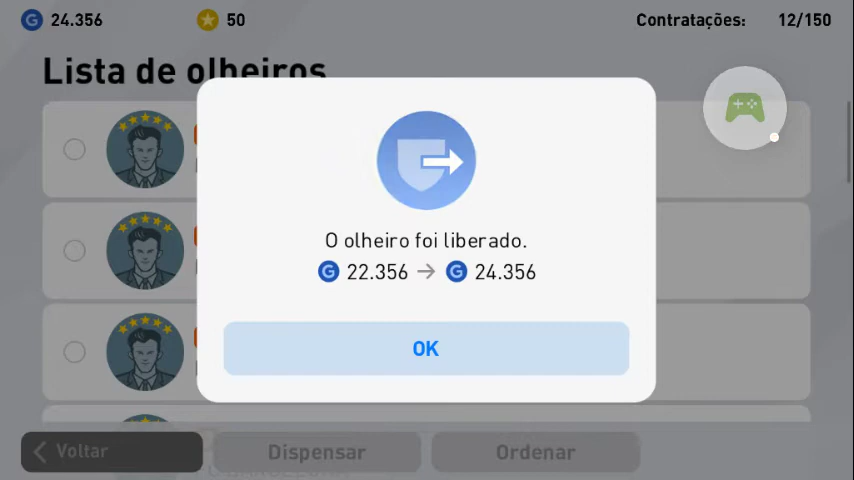 24.356
50
Contratações: 12/150
Lista de olheiros
O olheiro foi liberado.
22.356 → 24.356
OK
Voltar
Dispensar
Ordenar